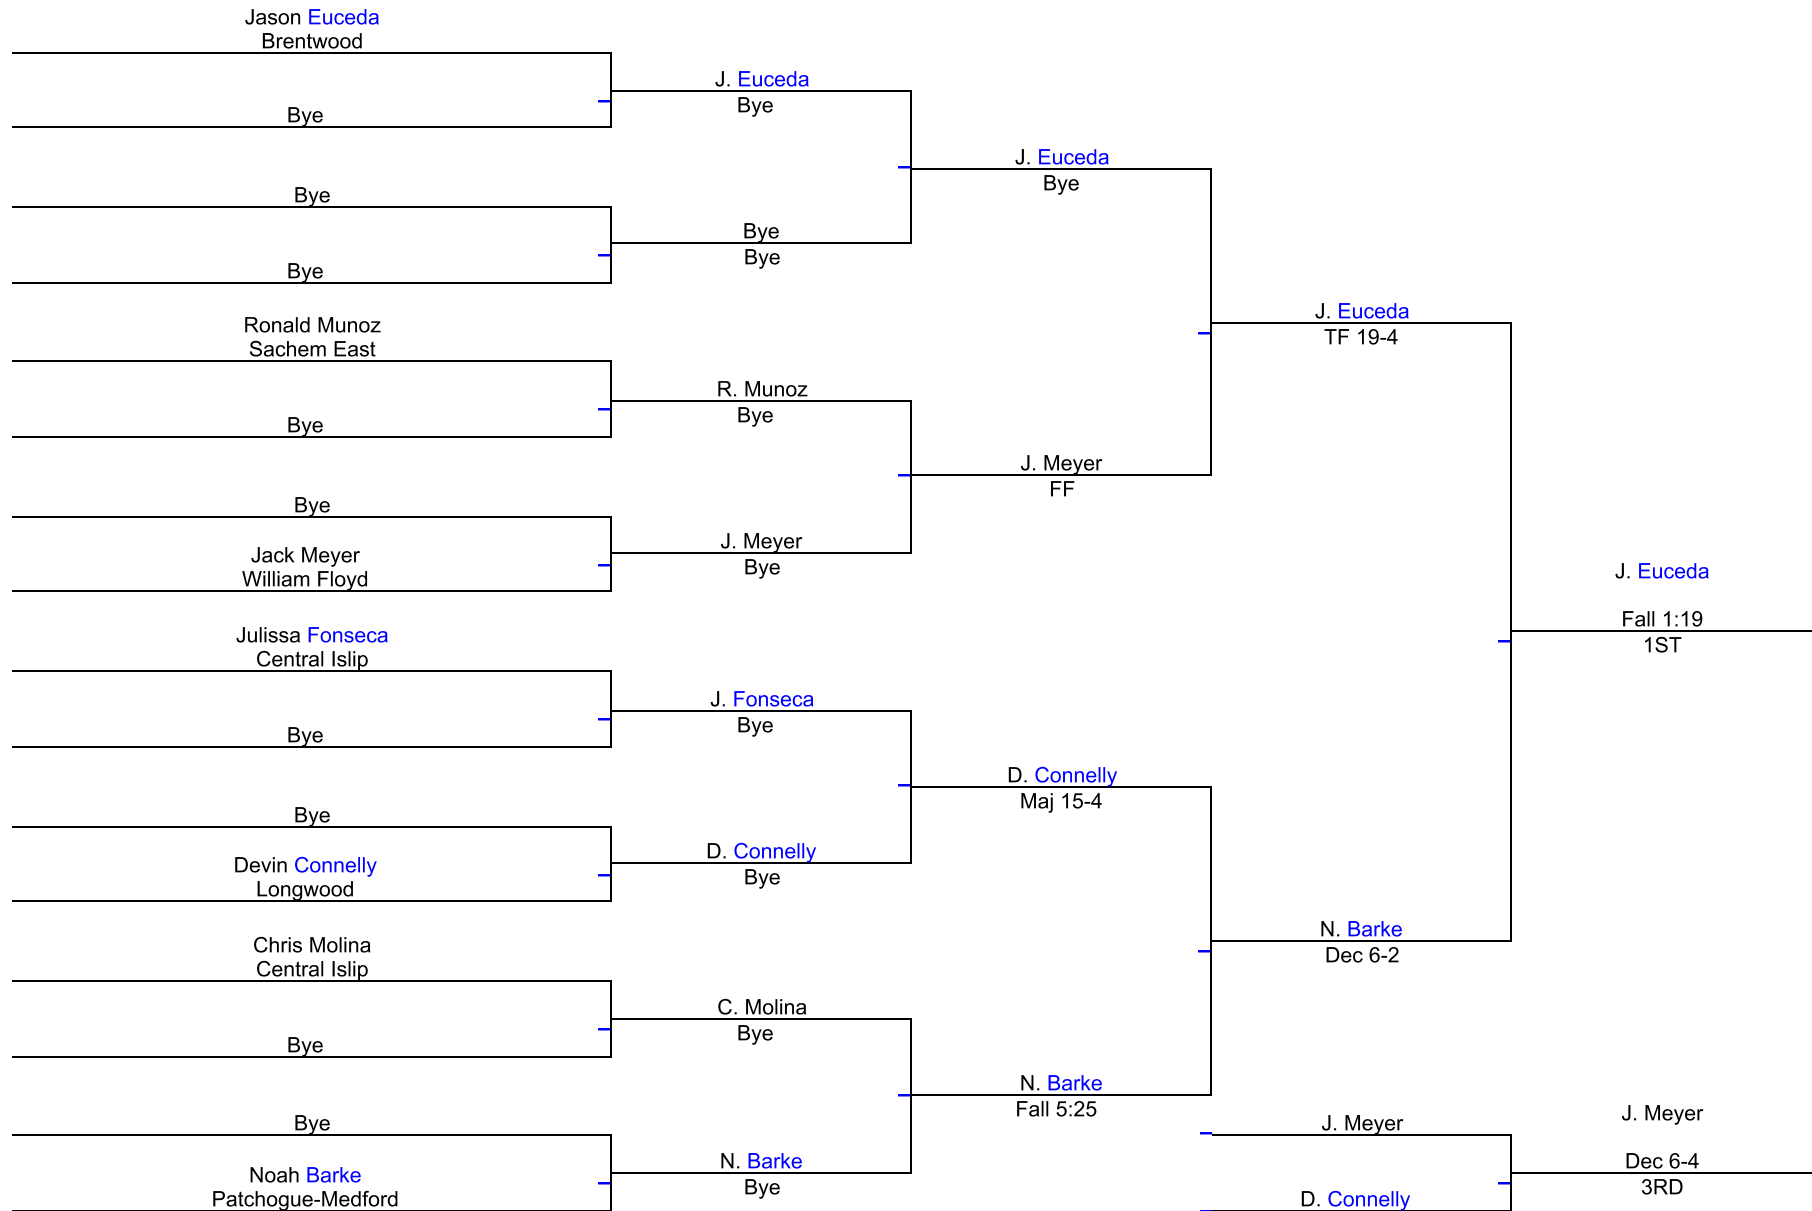 Jason Euceda
Brentwood
Bye
Bye
Bye
Ronald Munoz
Sachem East
Bye
Bye
Jack Meyer
William Floyd
Julissa Fonseca
Central Islip
Bye
Bye
Devin Connelly
Longwood
Chris Molina
Central Islip
Bye
Bye
Noah Barke
Patchogue-Medford
J. Euceda
Bye
Bye
Bye
R. Munoz
Bye
J. Meyer
Bye
J. Fonseca
Bye
D. Connelly
Bye
C. Molina
Bye
N. Barke
Bye
J. Euceda
Bye
J. Meyer
FF
D. Connelly
Maj 15-4
N. Barke
Fall 5:25
J. Euceda
TF 19-4
N. Barke
Dec 6-2
J. Euceda
Fall 1:19
1ST
J. Meyer
D. Connelly
J. Meyer
Dec 6-4
3RD